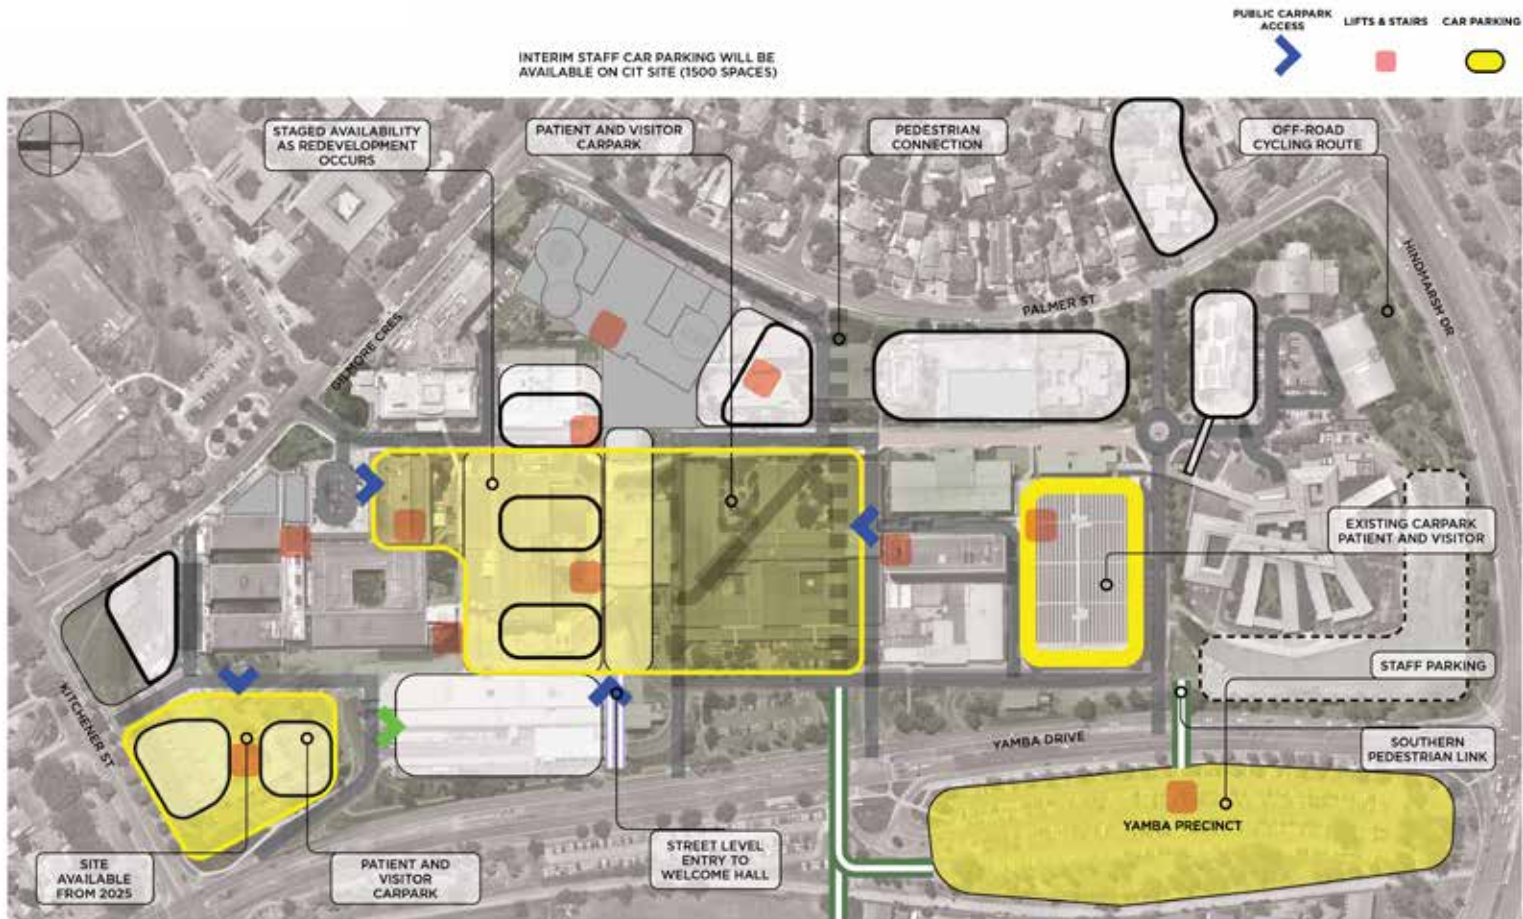 PUBLIC CARPARK
ACCESS
LIFTS & STAIRS
CAR PARKING
INTERIM STAFF CAR PARKING WILL BE
AVAILABLE ON CIT SITE (1500 SPACES)
STAGED AVAILABILITY
AS REDEVELOPMENT
OCCURS
PATIENT AND VISITOR
CARPARK
PEDESTRIAN
CONNECTION
OFF-ROAD
CYCLING ROUTE
HINDMARSH DR
PALMER ST
GILMORE CRES
EXISTING CARPARK
PATIENT AND VISITOR
STAFF PARKING
KITCHENER ST
YAMBA DRIVE
SOUTHERN
PEDESTRIAN LINK
YAMBA PRECINCT
SITE
AVAILABLE
FROM 2025
PATIENT AND
VISITOR
CARPARK
STREET LEVEL
ENTRY TO
WELCOME HALL